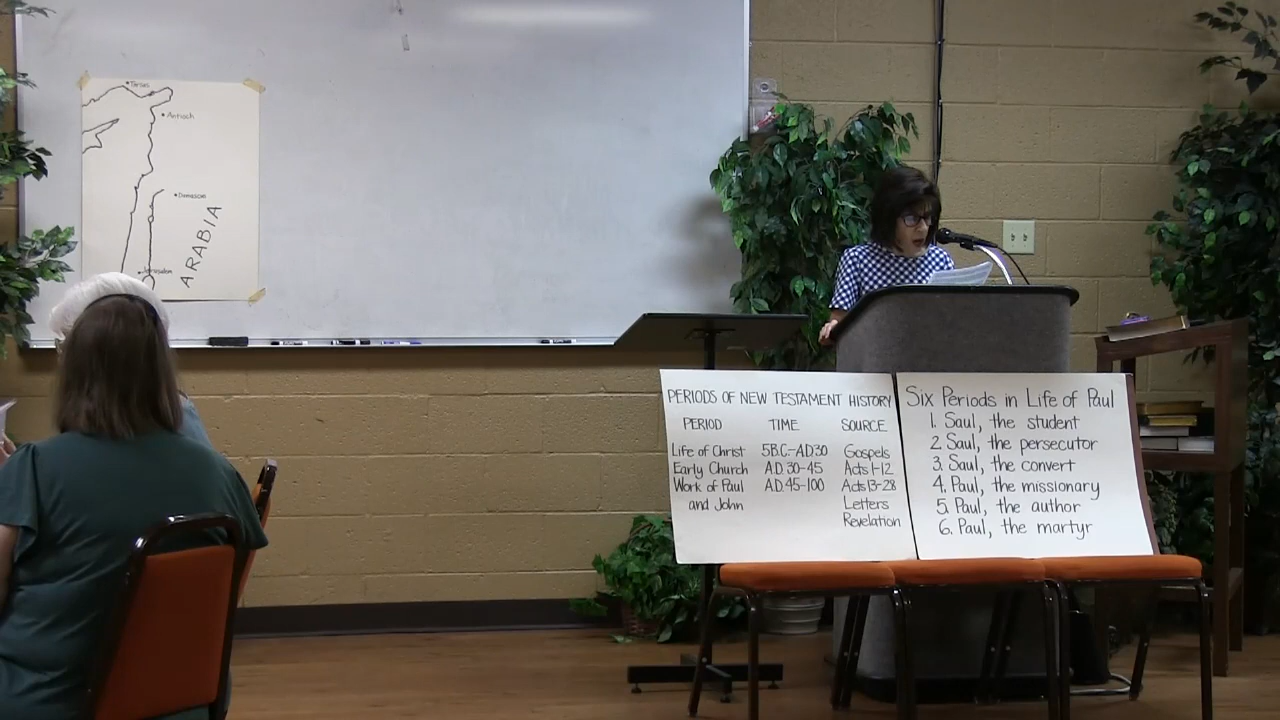 Tarsus
Antioch
Damascus
ARABIA
Jerusalem
PERIODS OF NEW TESTAMENT HISTORY
PERIOD TIME SOURCE
Life of Christ 5B.C.-A.D.30 Gospels
Early Church A.D.30-45 Acts 1-12
Work of Paul A.D.45-100 Acts 13-28
and John Letters
Revelation
Six Periods in Life of Paul
1. Saul, the student
2. Saul, the persecutor
3. Saul, the convert
4. Paul, the missionary
5. Paul, the author
6. Paul, the martyr